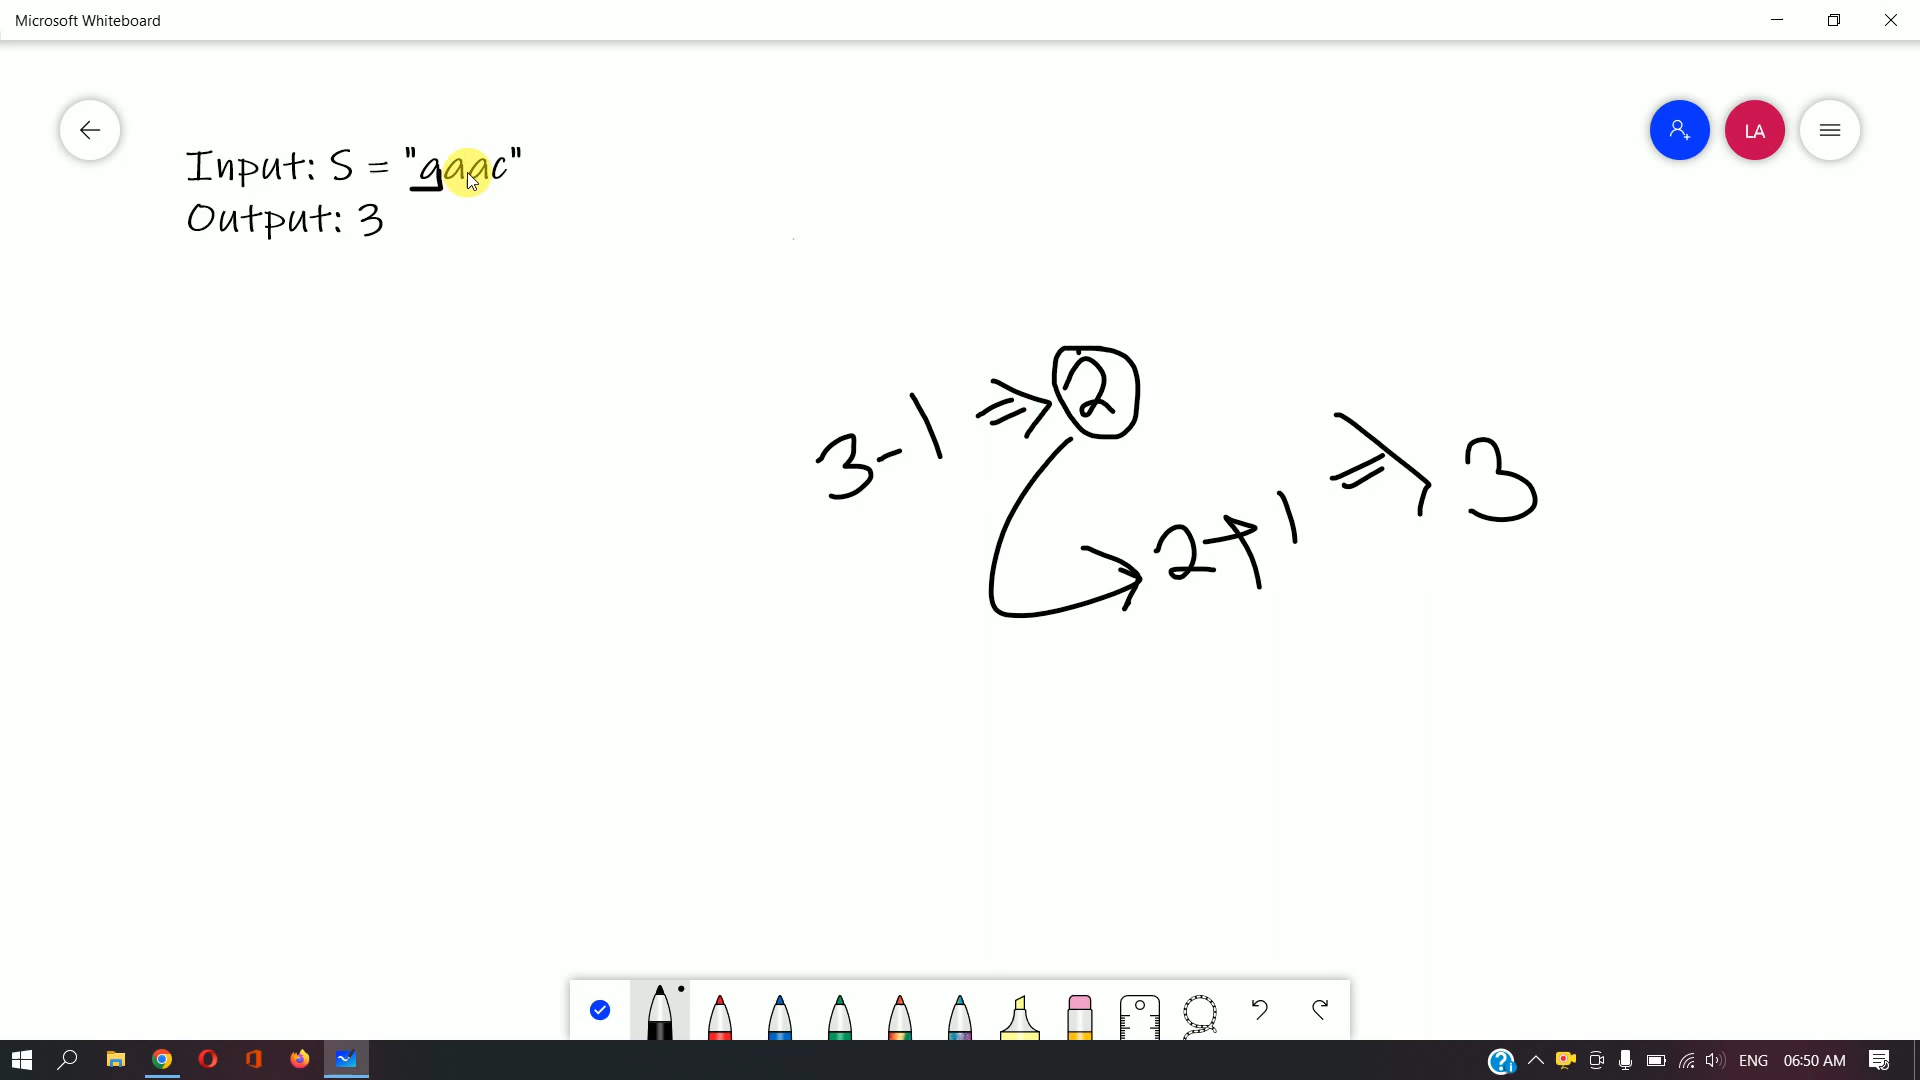 Microsoft Whiteboard
LA
Input: S = "gaac"
Output: 3
3-1 ⇒ 2
2+1 ⇒ 3
ENG 06:50 AM